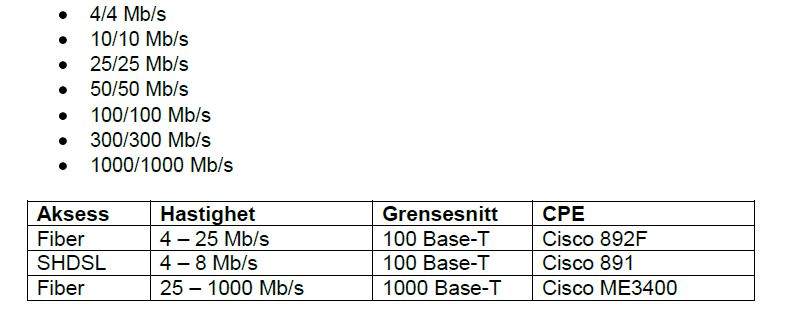 • 4/4 Mb/s
• 10/10 Mb/s
• 25/25 Mb/s
• 50/50 Mb/s
• 100/100 Mb/s
• 300/300 Mb/s
• 1000/1000 Mb/s
Aksess Hastighet Grensesnitt CPE
Fiber 4 – 25 Mb/s 100 Base-T Cisco 892F
SHDSL 4 – 8 Mb/s 100 Base-T Cisco 891
Fiber 25 – 1000 Mb/s 1000 Base-T Cisco ME3400